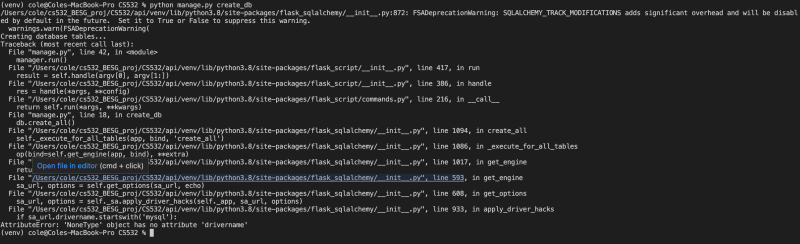 (venv) cole@Coles-MacBook-Pro CS532 % python manage.py create_db
/Users/cole/cs532_BESG_proj/CS532/api/venv/lib/python3.8/site-packages/flask_sqlalchemy/__init__.py:872: FSADeprecationWarning: SQLALCHEMY_TRACK_MODIFICATIONS adds significant overhead and will be disabl
ed by default in the future.  Set it to True or False to suppress this warning.
  warnings.warn(FSADeprecationWarning(
Creating database tables...
Traceback (most recent call last):
  File "manage.py", line 42, in <module>
    manager.run()
  File "/Users/cole/cs532_BESG_proj/CS532/api/venv/lib/python3.8/site-packages/flask_script/__init__.py", line 417, in run
    result = self.handle(argv[0], argv[1:])
  File "/Users/cole/cs532_BESG_proj/CS532/api/venv/lib/python3.8/site-packages/flask_script/__init__.py", line 386, in handle
    res = handle(*args, **config)
  File "/Users/cole/cs532_BESG_proj/CS532/api/venv/lib/python3.8/site-packages/flask_script/commands.py", line 216, in __call__
    return self.run(*args, **kwargs)
  File "manage.py", line 18, in create_db
    db.create_all()
  File "/Users/cole/cs532_BESG_proj/CS532/api/venv/lib/python3.8/site-packages/flask_sqlalchemy/__init__.py", line 1094, in create_all
    self._execute_for_all_tables(app, bind, 'create_all')
  File "/Users/cole/cs532_BESG_proj/CS532/api/venv/lib/python3.8/site-packages/flask_sqlalchemy/__init__.py", line 1086, in _execute_for_all_tables
    op(bind=self.get_engine(app, bind), **extra)
  File "/Users/cole/cs532_BESG_proj/CS532/api/venv/lib/python3.8/site-packages/flask_sqlalchemy/__init__.py", line 1017, in get_engine
    retu
Open file in editor (cmd + click)
  File "/Users/cole/cs532_BESG_proj/CS532/api/venv/lib/python3.8/site-packages/flask_sqlalchemy/__init__.py", line 593, in get_engine
    sa_url, options = self.get_options(sa_url, echo)
  File "/Users/cole/cs532_BESG_proj/CS532/api/venv/lib/python3.8/site-packages/flask_sqlalchemy/__init__.py", line 608, in get_options
    sa_url, options = self._sa.apply_driver_hacks(self._app, sa_url, options)
  File "/Users/cole/cs532_BESG_proj/CS532/api/venv/lib/python3.8/site-packages/flask_sqlalchemy/__init__.py", line 933, in apply_driver_hacks
    if sa_url.drivername.startswith('mysql'):
AttributeError: 'NoneType' object has no attribute 'drivername'
(venv) cole@Coles-MacBook-Pro CS532 %